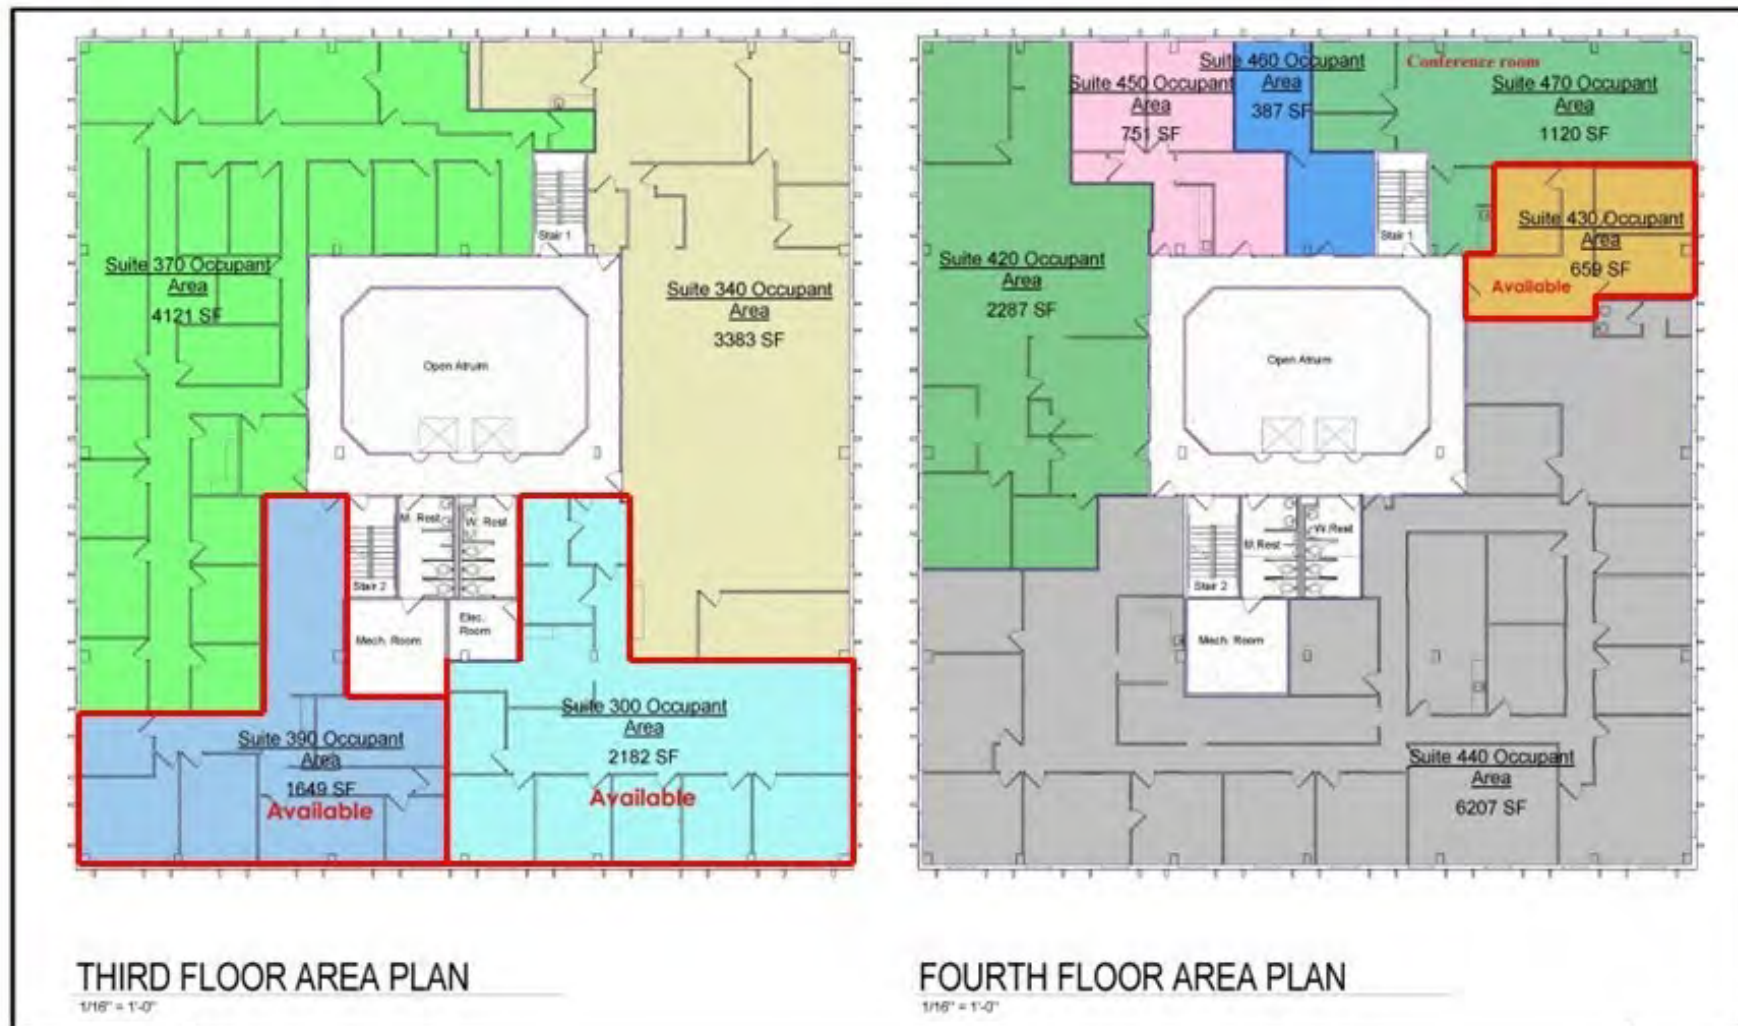 Suite 370 Occupant
Area
4121 SF
Suite 340 Occupant
Area
3383 SF
Stair 1
Open Atruim
M. Rest
W. Rest
Stair 2
Elec.
Room
Mech. Room
Suite 390 Occupant
Area
1649 SF
Available
Suite 300 Occupant
Area
2182 SF
Available
THIRD FLOOR AREA PLAN
1/16" = 1'-0"
Suite 450 Occupant
Area
751 SF
Suite 460 Occupant
Area
387 SF
Conference room
Suite 470 Occupant
Area
1120 SF
Suite 420 Occupant
Area
2287 SF
Stair 1
Suite 430 Occupant
Area
659 SF
Available
Open Atruim
M.Rest
W.Rest
Stair 2
Mech. Room
Suite 440 Occupant
Area
6207 SF
FOURTH FLOOR AREA PLAN
1/16" = 1'-0"